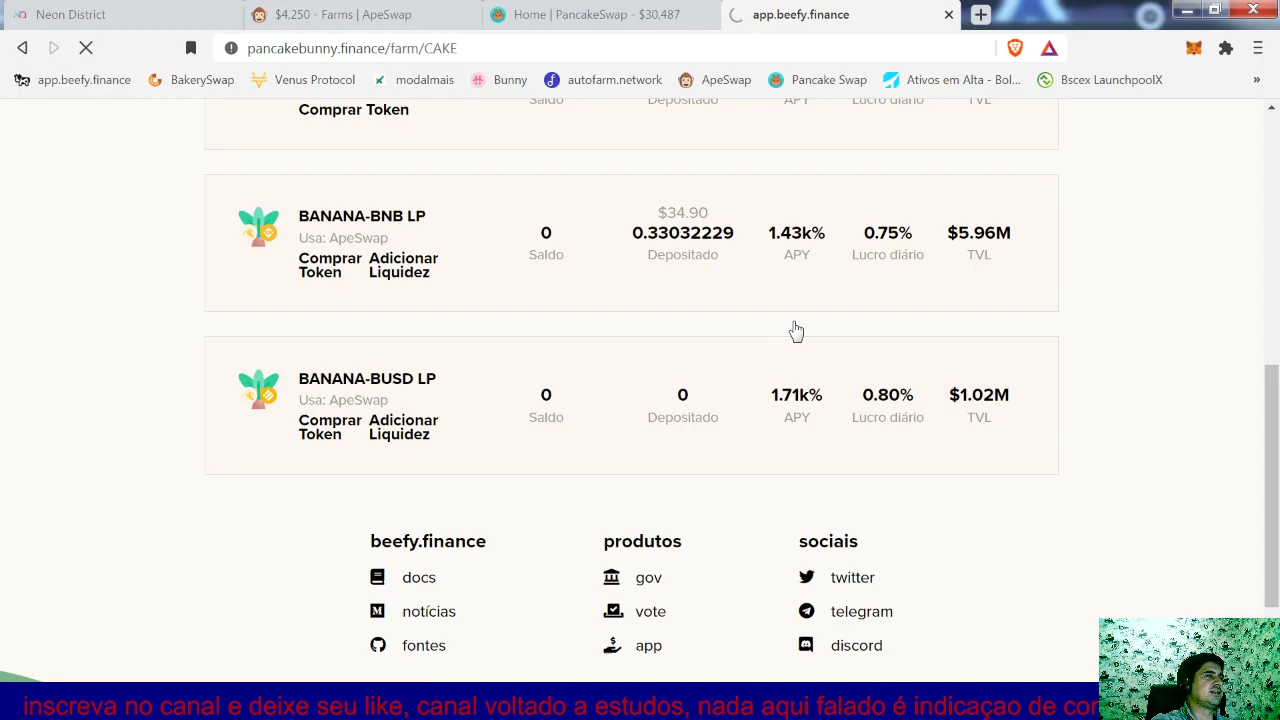 Neon District
$4,250 - Farms | ApeSwap
Home | PancakeSwap - $30,487
app.beefy.finance
pancakebunny.finance/farm/CAKE
app.beefy.finance
BakerySwap
Venus Protocol
modalmais
Bunny
autofarm.network
ApeSwap
Pancake Swap
Ativos em Alta - Bol...
Bscex LaunchpoolX
»
Comprar Token
Saldo
Depositado
APY
Lucro diário
TVL
BANANA-BNB LP
Usa: ApeSwap
Comprar Token
Adicionar Liquidez
0
Saldo
$34.90
0.33032229
Depositado
1.43k%
APY
0.75%
Lucro diário
$5.96M
TVL
BANANA-BUSD LP
Usa: ApeSwap
Comprar Token
Adicionar Liquidez
0
Saldo
0
Depositado
1.71k%
APY
0.80%
Lucro diário
$1.02M
TVL
beefy.finance
docs
notícias
fontes
produtos
gov
vote
app
sociais
twitter
telegram
discord
inscreva no canal e deixe seu like, canal voltado a estudos, nada aqui falado é indicaçao de